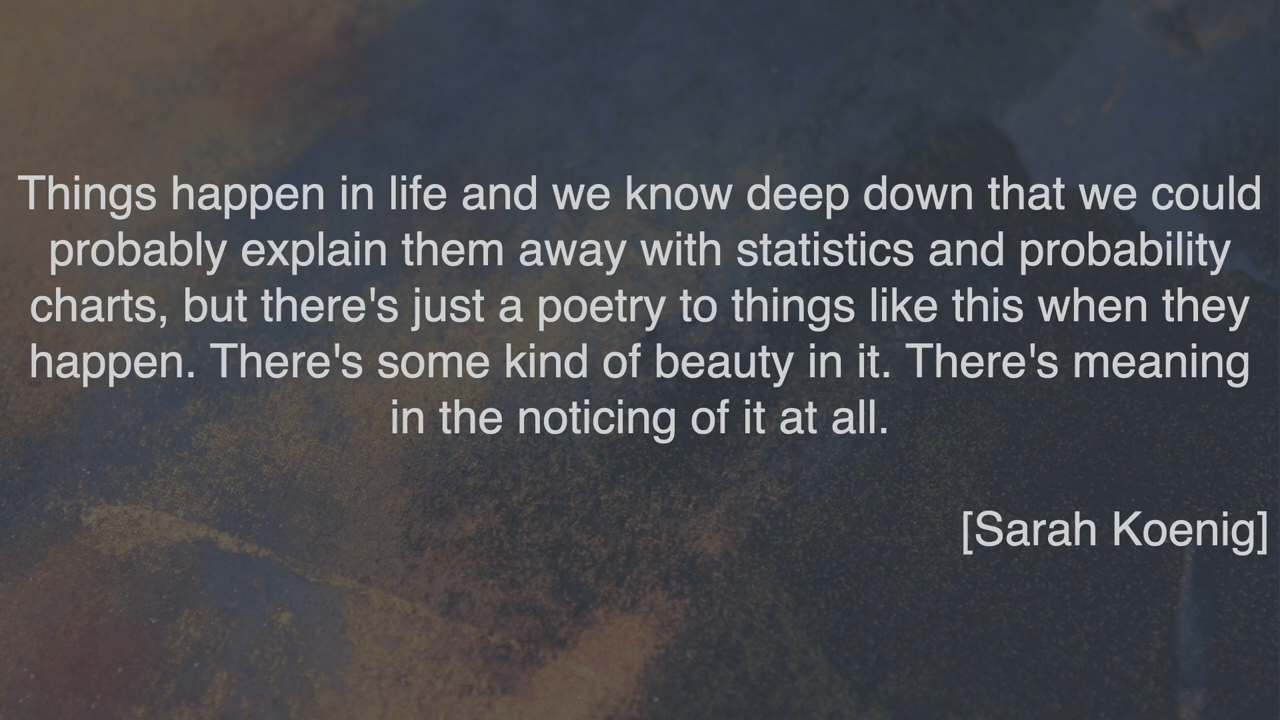 Things happen in life and we know deep down that we could
probably explain them away with statistics and probability
charts, but there's just a poetry to things like this when they
happen. There's some kind of beauty in it. There's meaning
in the noticing of it at all.
[Sarah Koenig]